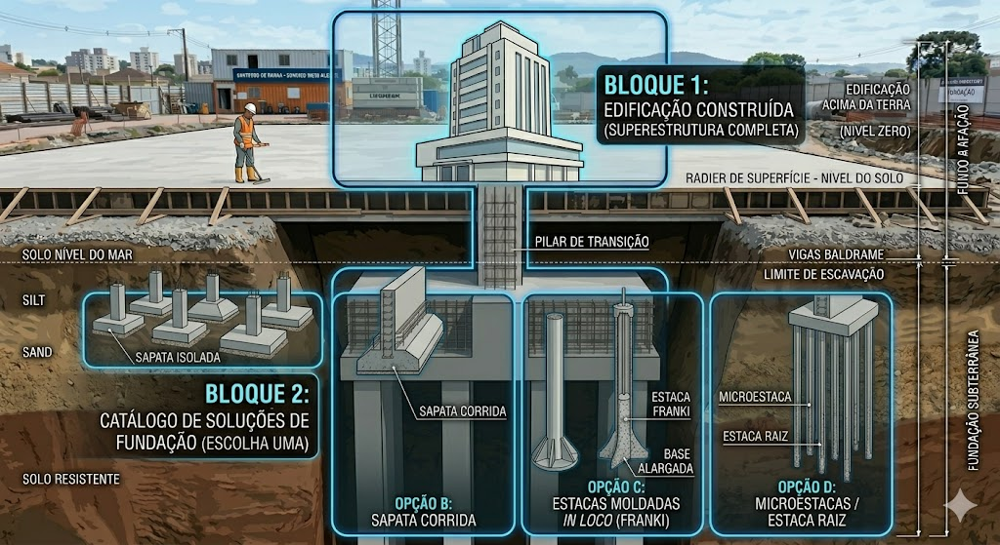 BLOQUE 1:
EDIFICAÇÃO CONSTRUÍDA
(SUPERESTRUTURA COMPLETA)
EDIFICAÇÃO
ACIMA DA TERRA
(NIVEL ZERO)
FUNDO A AFAÇÃO
RADIER DE SUPERFÍCIE - NIVEL DO SOLO
PILAR DE TRANSIÇÃO
SOLO NÍVEL DO MAR
VIGAS BALDRAME
LIMITE DE ESCAVAÇÃO
SILT
SAND
SAPATA ISOLADA
BLOQUE 2:
CATÁLOGO DE SOLUÇÕES DE
FUNDAÇÃO (ESCOLHA UMA)
SOLO RESISTENTE
SAPATA CORRIDA
OPÇÃO B:
SAPATA CORRIDA
ESTACA
FRANKI
BASE
ALARGADA
OPÇÃO C:
ESTACAS MOLDADAS
IN LOCO (FRANKI)
MICROESTACA
ESTACA RAIZ
OPÇÃO D:
MICROESTACAS /
ESTACA RAIZ
FUNDAÇÃO SUBTERRÂNEA